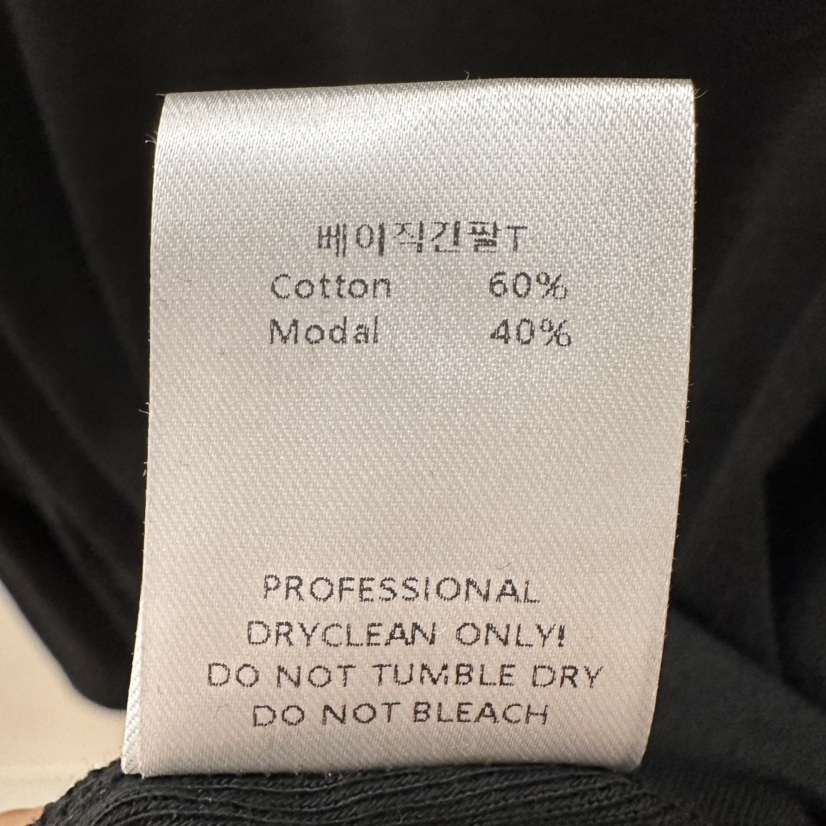 베이직긴팔T
Cotton 60%
Modal 40%
PROFESSIONAL
DRYCLEAN ONLY!
DO NOT TUMBLE DRY
DO NOT BLEACH